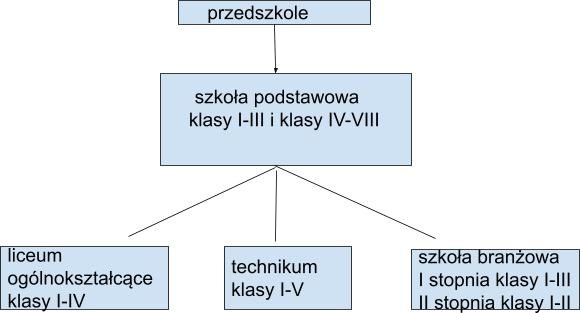 przedszkole
szkoła podstawowa
klasy I-III i klasy IV-VIII
liceum
ogólnokształcące
klasy I-IV
technikum
klasy I-V
szkoła branżowa
I stopnia klasy I-III
II stopnia klasy I-II